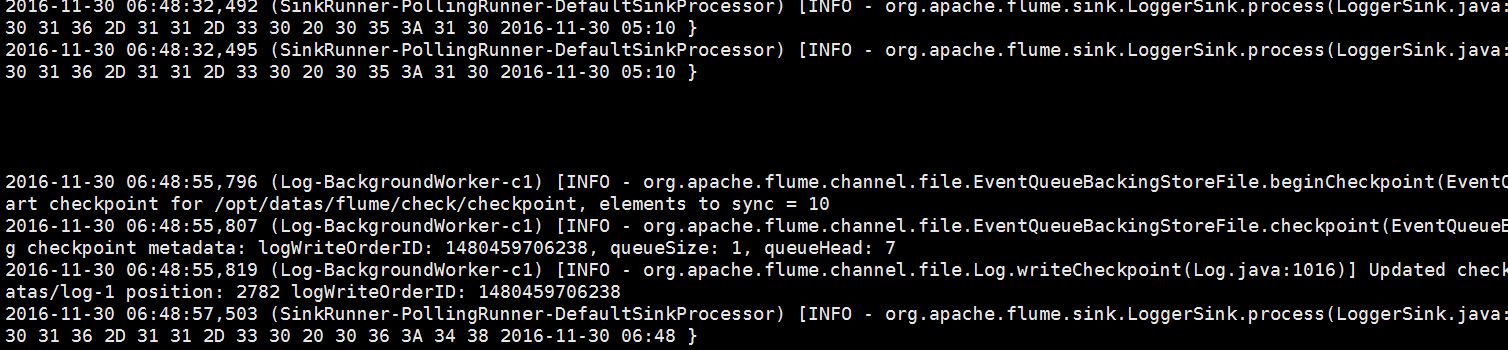 2016-11-30 06:48:32,492 (SinkRunner-PollingRunner-DefaultSinkProcessor) [INFO - org.apache.flume.sink.LoggerSink.process(LoggerSink.java:
30 31 36 2D 31 31 2D 33 30 20 30 35 3A 31 30 2016-11-30 05:10 }
2016-11-30 06:48:32,495 (SinkRunner-PollingRunner-DefaultSinkProcessor) [INFO - org.apache.flume.sink.LoggerSink.process(LoggerSink.java:
30 31 36 2D 31 31 2D 33 30 20 30 35 3A 31 30 2016-11-30 05:10 }
2016-11-30 06:48:55,796 (Log-BackgroundWorker-c1) [INFO - org.apache.flume.channel.file.EventQueueBackingStoreFile.beginCheckpoint(EventQ
art checkpoint for /opt/datas/flume/check/checkpoint, elements to sync = 10
2016-11-30 06:48:55,807 (Log-BackgroundWorker-c1) [INFO - org.apache.flume.channel.file.EventQueueBackingStoreFile.checkpoint(EventQueueB
g checkpoint metadata: logWriteOrderID: 1480459706238, queueSize: 1, queueHead: 7
2016-11-30 06:48:55,819 (Log-BackgroundWorker-c1) [INFO - org.apache.flume.channel.file.Log.writeCheckpoint(Log.java:1016)] Updated check
atas/log-1 position: 2782 logWriteOrderID: 1480459706238
2016-11-30 06:48:57,503 (SinkRunner-PollingRunner-DefaultSinkProcessor) [INFO - org.apache.flume.sink.LoggerSink.process(LoggerSink.java:
30 31 36 2D 31 31 2D 33 30 20 30 36 3A 34 38 2016-11-30 06:48 }